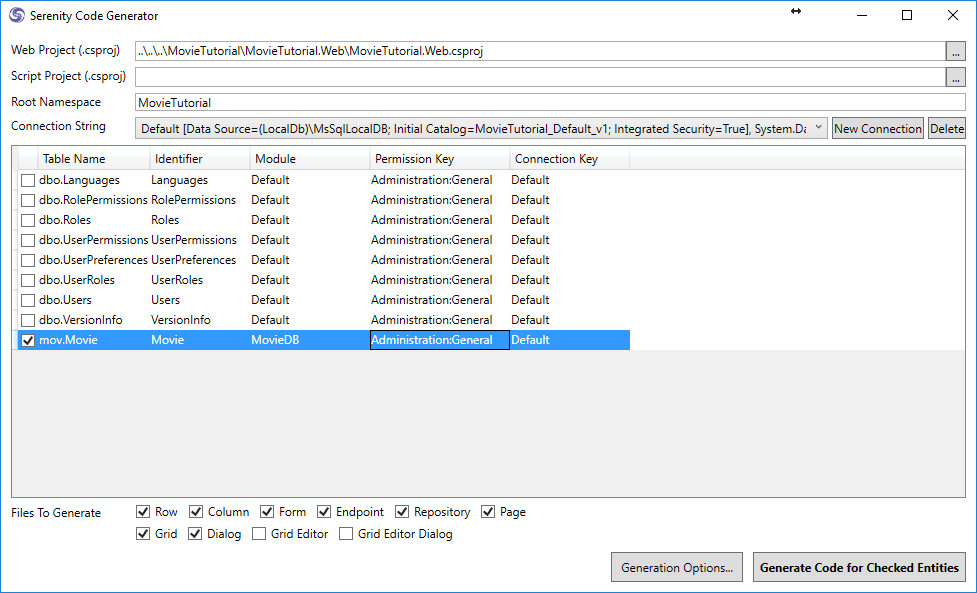 Serenity Code Generator
Web Project (.csproj) ..\..\..\MovieTutorial\MovieTutorial.Web\MovieTutorial.Web.csproj ...
Script Project (.csproj) ...
Root Namespace MovieTutorial
Connection String Default [Data Source=(LocalDb)\MsSqlLocalDB; Initial Catalog=MovieTutorial_Default_v1; Integrated Security=True], System.Da New Connection Delete
Table Name Identifier Module Permission Key Connection Key
dbo.Languages Languages Default Administration:General Default
dbo.RolePermissions RolePermissions Default Administration:General Default
dbo.Roles Roles Default Administration:General Default
dbo.UserPermissions UserPermissions Default Administration:General Default
dbo.UserPreferences UserPreferences Default Administration:General Default
dbo.UserRoles UserRoles Default Administration:General Default
dbo.Users Users Default Administration:General Default
dbo.VersionInfo VersionInfo Default Administration:General Default
mov.Movie Movie MovieDB Administration:General Default
Files To Generate Row Column Form Endpoint Repository Page
Grid Dialog Grid Editor Grid Editor Dialog
Generation Options... Generate Code for Checked Entities